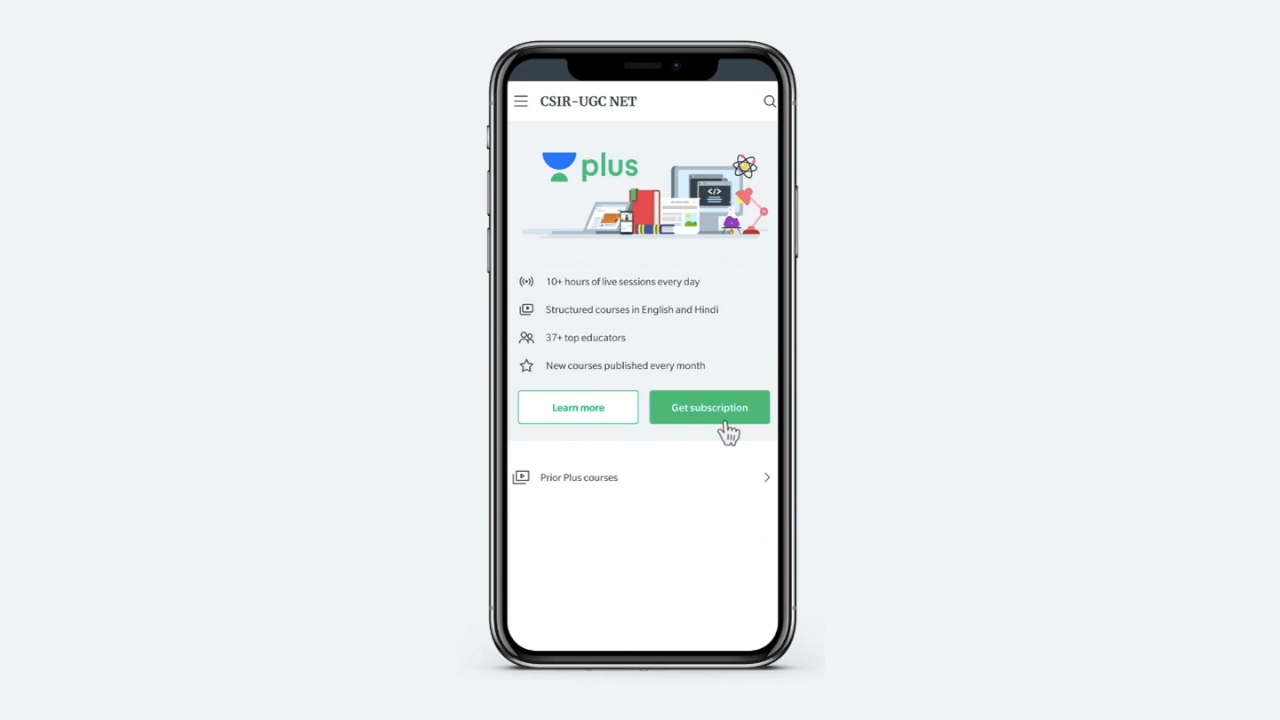 CSIR-UGC NET
plus
</>
10+ hours of live sessions every day
Structured courses in English and Hindi
37+ top educators
New courses published every month
Learn more
Get subscription
Prior Plus courses